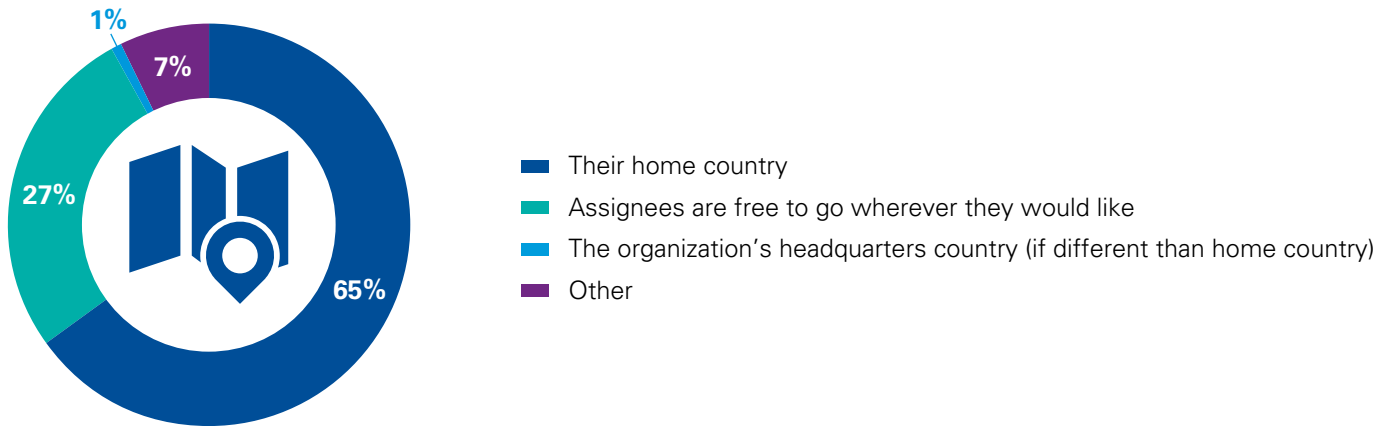 1%
7%
27%
65%
Their home country
Assignees are free to go wherever they would like
The organization’s headquarters country (if different than home country)
Other